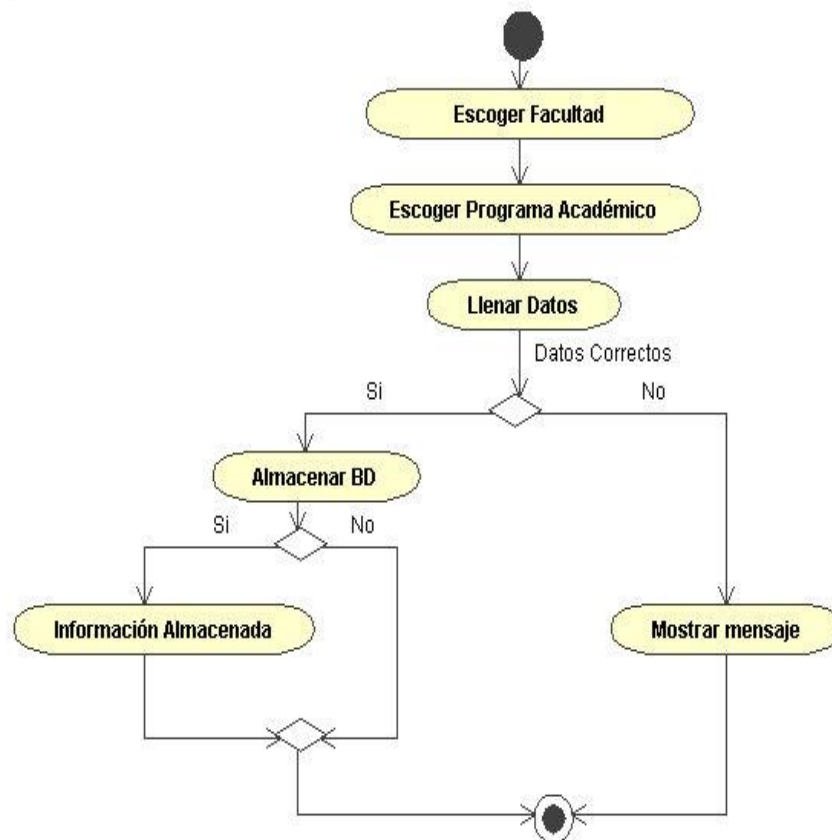 Escoger Facultad
Escoger Programa Académico
Llenar Datos
Datos Correctos
Si
No
Almacenar BD
Si
No
Información Almacenada
Mostrar mensaje